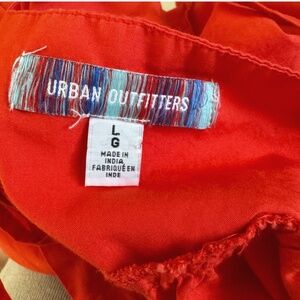 URBAN OUTFITTERS
L
G
MADE IN
INDIA
FABRIQUÉ EN
INDE